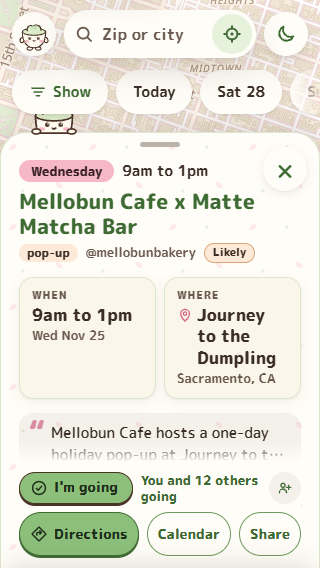 HEIGHTS
15th
Zip or city
MIDTOWN
Show
Today
Sat 28
S
Wednesday
9am to 1pm
Mellobun Cafe x Matte
Matcha Bar
pop-up
@mellobunbakery
Likely
WHEN
9am to 1pm
Wed Nov 25
WHERE
Journey
to the
Dumpling
Sacramento, CA
Mellobun Cafe hosts a one-day
holiday pop-up at Journey to t…
I'm going
You and 12 others
going
Directions
Calendar
Share